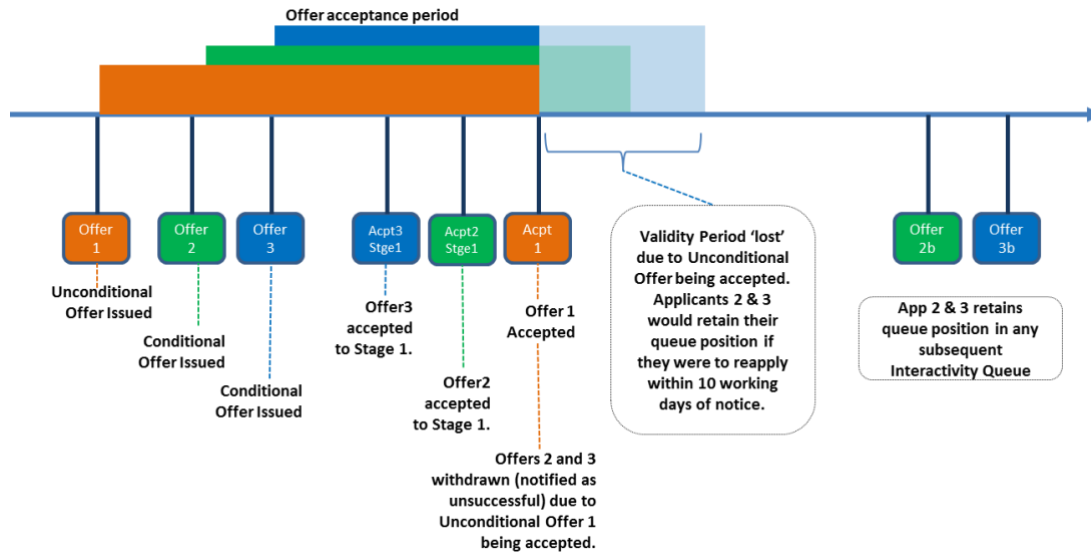 Offer acceptance period
Offer
1
Offer
2
Offer
3
Acpt3
Stge1
Acpt2
Stge1
Acpt
1
Offer
2b
Offer
3b
Unconditional
Offer Issued
Conditional
Offer Issued
Conditional
Offer Issued
Offer3
accepted
to Stage 1.
Offer2
accepted
to Stage 1.
Offer 1
Accepted
Offers 2 and 3
withdrawn (notified as
unsuccessful) due to
Unconditional Offer 1
being accepted.
Validity Period ‘lost’
due to Unconditional
Offer being accepted.
Applicants 2 & 3
would retain their
queue position if
they were to reapply
within 10 working
days of notice.
App 2 & 3 retains
queue position in any
subsequent
Interactivity Queue